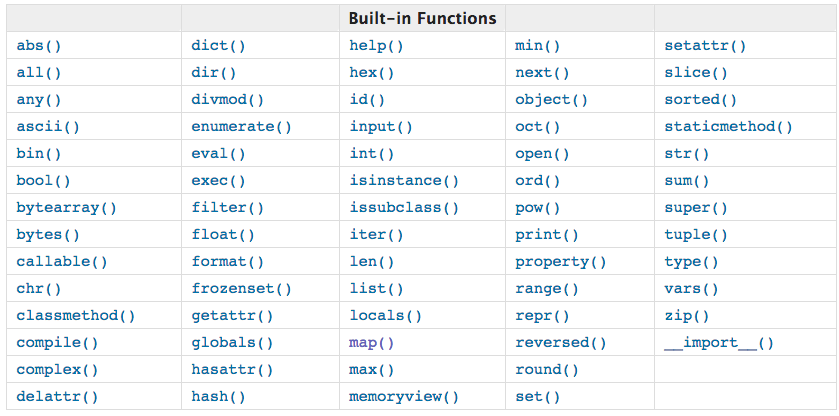 Built-in Functions
abs() dict() help() min() setattr()
all() dir() hex() next() slice()
any() divmod() id() object() sorted()
ascii() enumerate() input() oct() staticmethod()
bin() eval() int() open() str()
bool() exec() isinstance() ord() sum()
bytearray() filter() issubclass() pow() super()
bytes() float() iter() print() tuple()
callable() format() len() property() type()
chr() frozenset() list() range() vars()
classmethod() getattr() locals() repr() zip()
compile() globals() map() reversed() __import__()
complex() hasattr() max() round()
delattr() hash() memoryview() set()